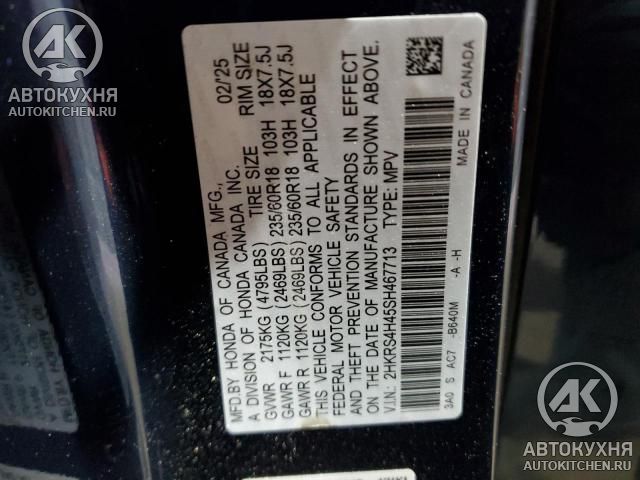 MFD.BY HONDA OF CANADA MFG., 02/'25
A DIVISION OF HONDA CANADA INC.
TIRE SIZE RIM SIZE
GVWR 2175KG (4795LBS)
GAWR F 1120KG (2469LBS) 235/60R18 103H 18X7.5J
GAWR R 1120KG (2469LBS) 235/60R18 103H 18X7.5J
THIS VEHICLE CONFORMS TO ALL APPLICABLE
FEDERAL MOTOR VEHICLE SAFETY
AND THEFT PREVENTION STANDARDS IN EFFECT
ON THE DATE OF MANUFACTURE SHOWN ABOVE.
V.I.N.: 2HKRS4H45SH467713 TYPE: MPV
3A0 S AC7 -B640M -A -H MADE IN CANADA
АК
АВТОКУХНЯ
AUTOKITCHEN.RU
АК
АВТОКУХНЯ
AUTOKITCHEN.RU